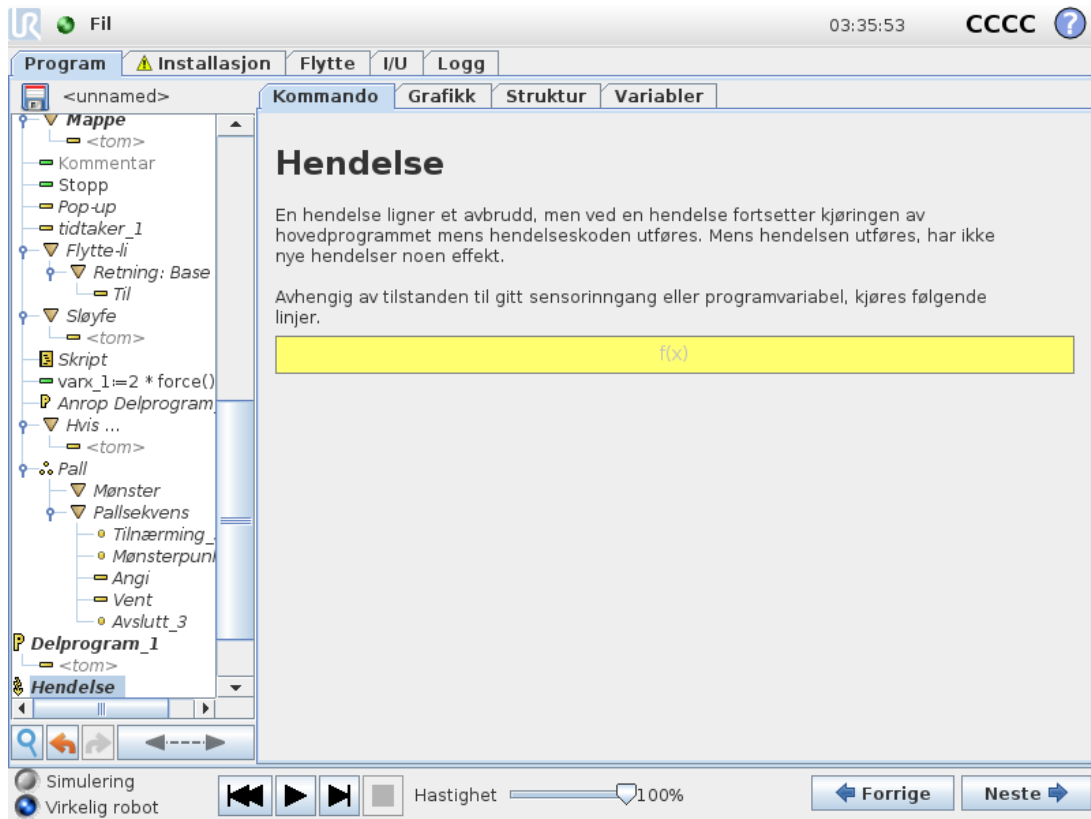 UR Fil 03:35:53 CCCC ?
Program Installasjon Flytte I/U Logg
<unnamed> Kommando Grafikk Struktur Variabler
Mappe
<tom>
Kommentar
Stopp
Pop-up
tidtaker_1
Flytte-li
Retning: Base
Til
Sløyfe
<tom>
Skript
varx_1:=2 * force()
Anrop Delprogram
Hvis ...
<tom>
Pall
Mønster
Pallsekvens
Tilnærming_
Mønsterpun
Angi
Vent
Avslutt_3
P Delprogram_1
<tom>
Hendelse
Hendelse
En hendelse ligner et avbrudd, men ved en hendelse fortsetter kjøringen av
hovedprogrammet mens hendelseskoden utføres. Mens hendelsen utføres, har ikke
nye hendelser noen effekt.
Avhengig av tilstanden til gitt sensorinngang eller programvariabel, kjøres følgende
linjer.
f(x)
Simulering
Virkelig robot
Hastighet 100%
Forrige Neste